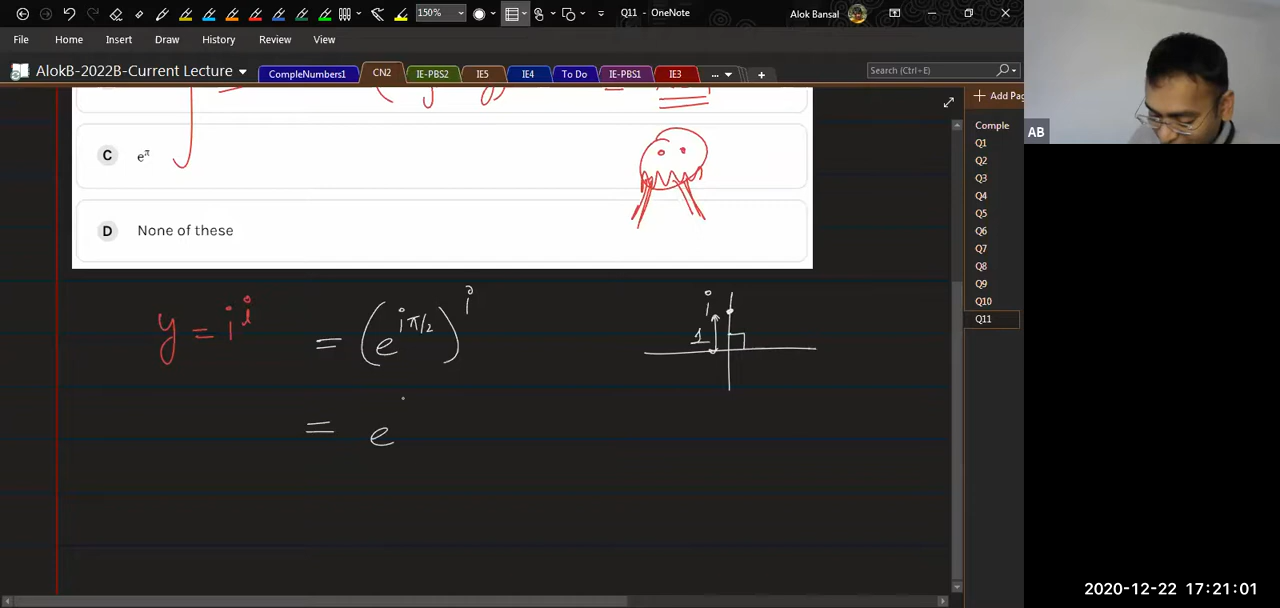 150% Q11 - OneNote Alok Bansal
File Home Insert Draw History Review View
AlokB-2022B-Current Lecture CompleNumbers1 CN2 IE-PBS2 IE5 IE4 To Do IE-PBS1 IE3 ... + Search (Ctrl+E)
+ Add Pag
Comple
Q1
Q2
Q3
Q4
Q5
Q6
Q7
Q8
Q9
Q10
Q11
AB
C e^π
D None of these
y = i^i = (e^{iπ/2})^i
= e
i
1
2020-12-22 17:21:01